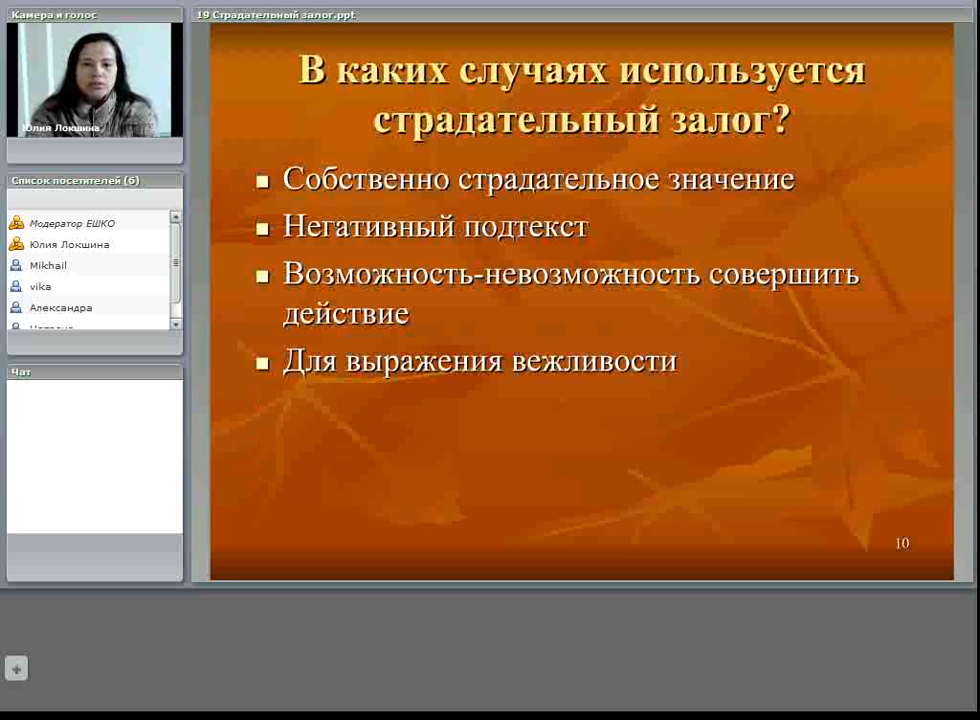 Камера и голос
Юлия Локшина
Список посетителей (6)
Модератор ЕШКО
Юлия Локшина
Mikhail
vika
Александра
Чат
19 Страдательный залог.ppt
В каких случаях используется
страдательный залог?
Собственно страдательное значение
Негативный подтекст
Возможность-невозможность совершить
действие
Для выражения вежливости
10